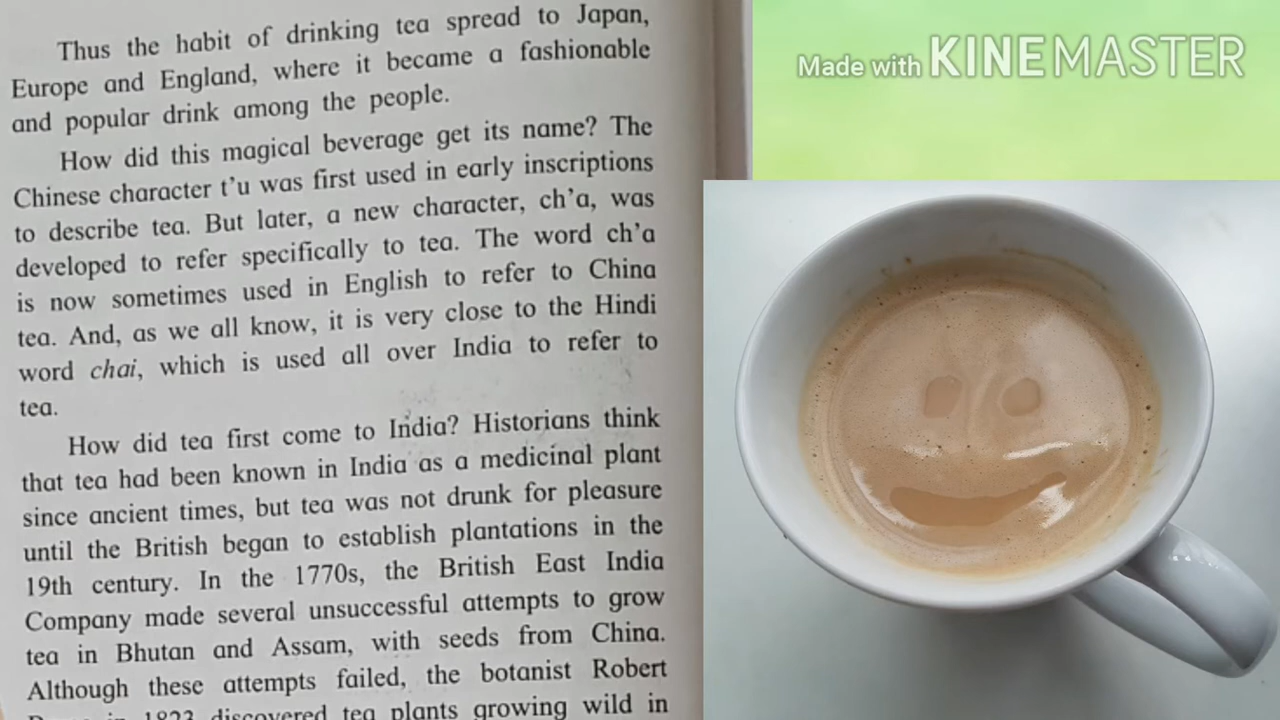 Thus the habit of drinking tea spread to Japan,
Europe and England, where it became a fashionable
and popular drink among the people.
How did this magical beverage get its name? The
Chinese character t'u was first used in early inscriptions
to describe tea. But later, a new character, ch'a, was
developed to refer specifically to tea. The word ch'a
is now sometimes used in English to refer to China
tea. And, as we all know, it is very close to the Hindi
word chai, which is used all over India to refer to
tea.
How did tea first come to India? Historians think
that tea had been known in India as a medicinal plant
since ancient times, but tea was not drunk for pleasure
until the British began to establish plantations in the
19th century. In the 1770s, the British East India
Company made several unsuccessful attempts to grow
tea in Bhutan and Assam, with seeds from China.
Although these attempts failed, the botanist Robert
in 1823 discovered tea plants growing wild in
Made with KINEMASTER